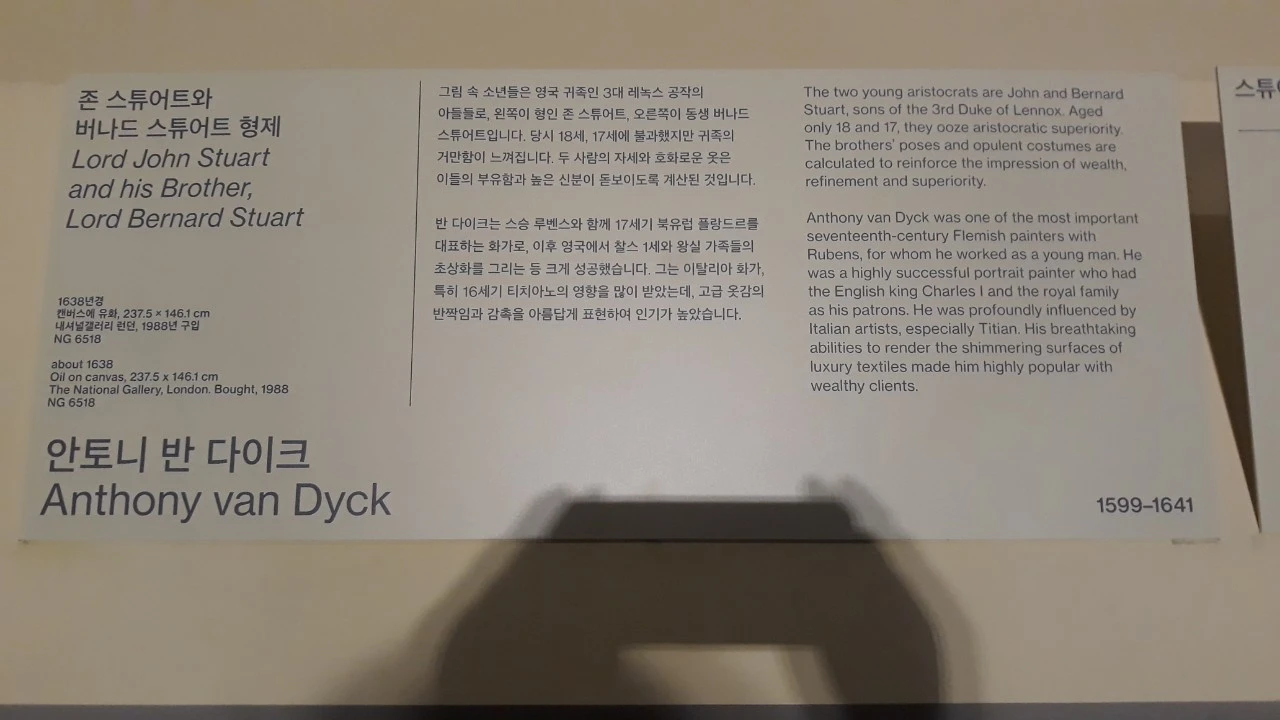 존 스튜어트와
버나드 스튜어트 형제
Lord John Stuart
and his Brother,
Lord Bernard Stuart
1638년경
캔버스에 유화, 237.5 × 146.1 cm
내셔널갤러리 런던, 1988년 구입
NG 6518
about 1638
Oil on canvas, 237.5 x 146.1 cm
The National Gallery, London. Bought, 1988
NG 6518
안토니 반 다이크
Anthony van Dyck
그림 속 소년들은 영국 귀족인 3대 레녹스 공작의
아들들로, 왼쪽이 형인 존 스튜어트, 오른쪽이 동생 버나드
스튜어트입니다. 당시 18세, 17세에 불과했지만 귀족의
거만함이 느껴집니다. 두 사람의 자세와 호화로운 옷은
이들의 부유함과 높은 신분이 돋보이도록 계산된 것입니다.
반 다이크는 스승 루벤스와 함께 17세기 북유럽 플랑드르를
대표하는 화가로, 이후 영국에서 찰스 1세와 왕실 가족들의
초상화를 그리는 등 크게 성공했습니다. 그는 이탈리아 화가,
특히 16세기 티치아노의 영향을 많이 받았는데, 고급 옷감의
반짝임과 감촉을 아름답게 표현하여 인기가 높았습니다.
The two young aristocrats are John and Bernard
Stuart, sons of the 3rd Duke of Lennox. Aged
only 18 and 17, they ooze aristocratic superiority.
The brothers' poses and opulent costumes are
calculated to reinforce the impression of wealth,
refinement and superiority.
Anthony van Dyck was one of the most important
seventeenth-century Flemish painters with
Rubens, for whom he worked as a young man. He
was a highly successful portrait painter who had
the English king Charles I and the royal family
as his patrons. He was profoundly influenced by
Italian artists, especially Titian. His breathtaking
abilities to render the shimmering surfaces of
luxury textiles made him highly popular with
wealthy clients.
1599–1641